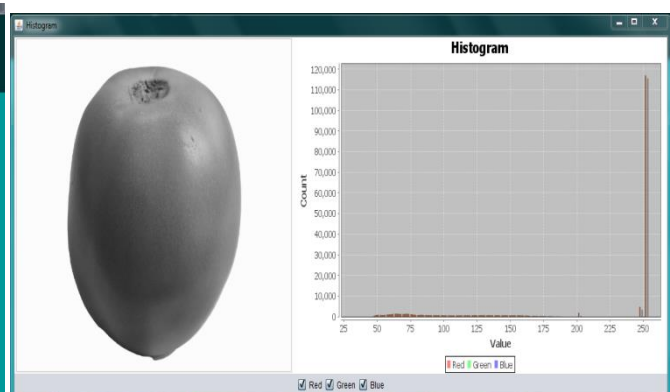 Histogram
Histogram
120,000
110,000
100,000
90,000
80,000
70,000
60,000
50,000
40,000
30,000
20,000
10,000
0
Count
25 50 75 100 125 150 175 200 225 250
Value
Red Green Blue
Red Green Blue